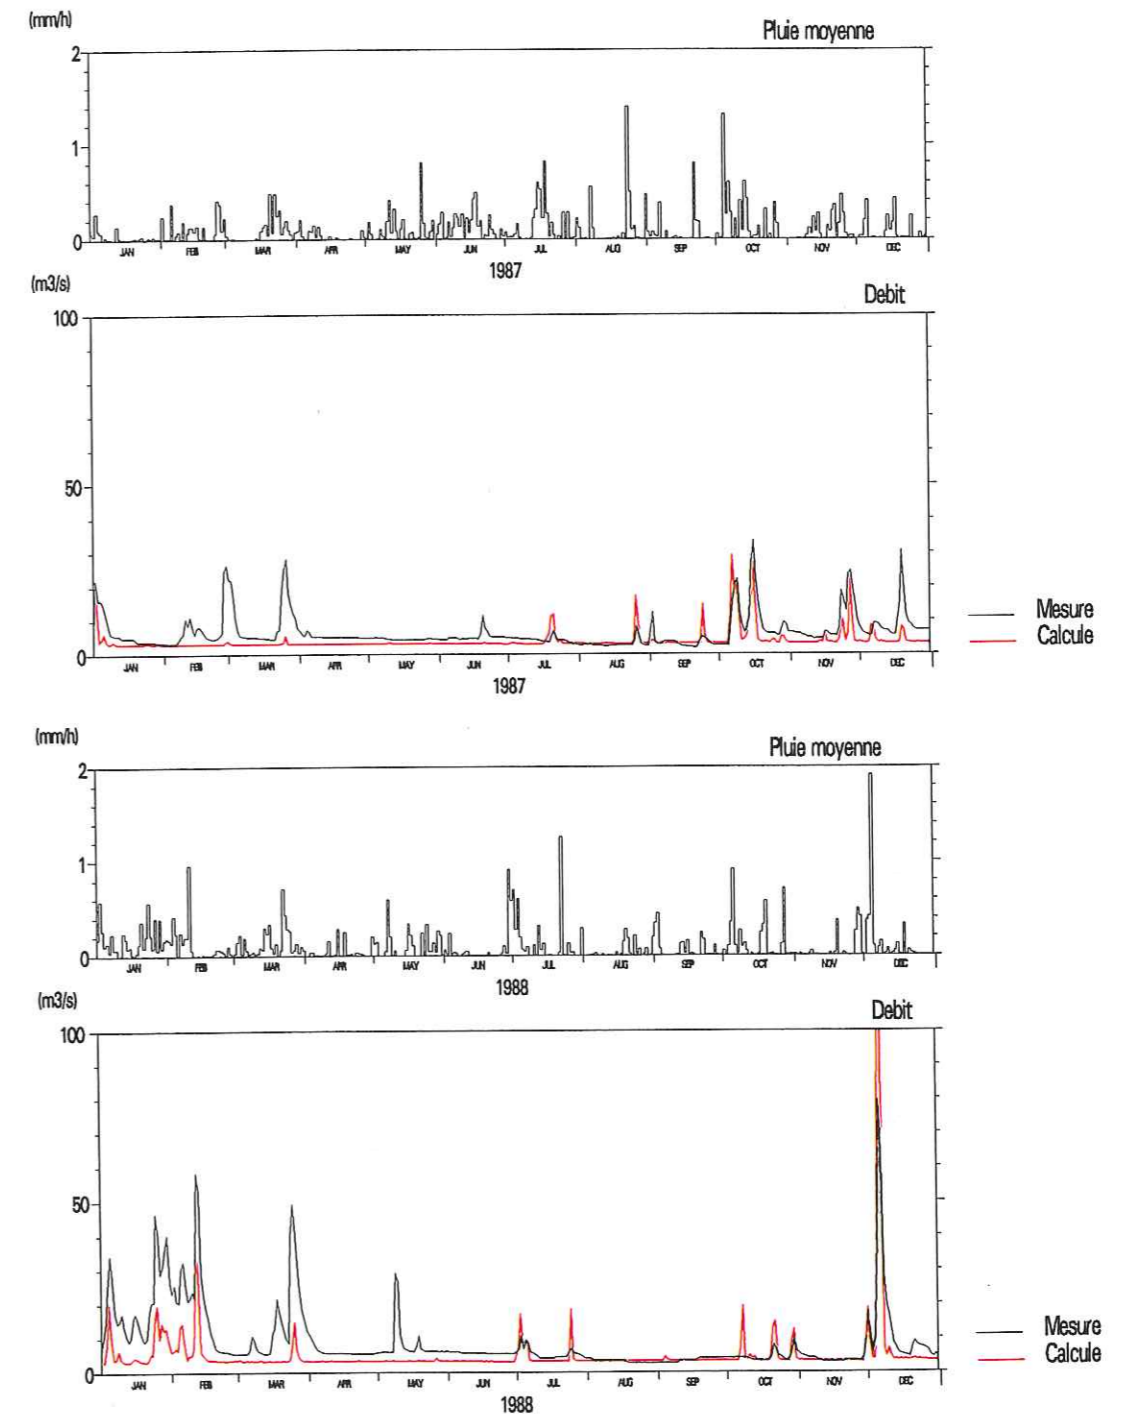 (mm/h)
Pluie moyenne
2
1
0
JAN FEB MAR APR MAY JUN JUL AUG SEP OCT NOV DEC
1987
(m3/s)
Debit
100
50
0
Mesure
Calcule
JAN FEB MAR APR MAY JUN JUL AUG SEP OCT NOV DEC
1987
(mm/h)
Pluie moyenne
2
1
0
JAN FEB MAR APR MAY JUN JUL AUG SEP OCT NOV DEC
1988
(m3/s)
Debit
100
50
0
Mesure
Calcule
JAN FEB MAR APR MAY JUN JUL AUG SEP OCT NOV DEC
1988